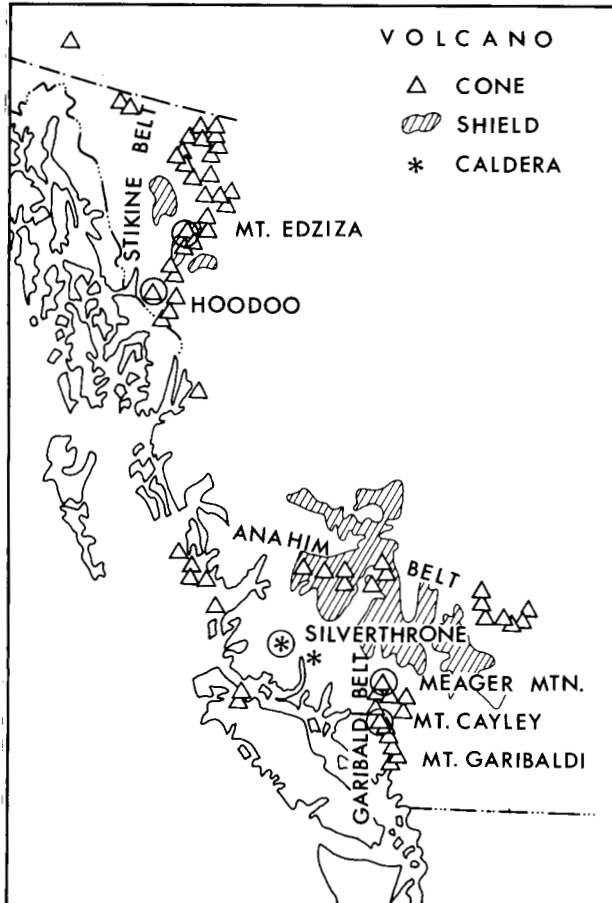 VOLCANO
CONE
SHIELD
CALDERA
STIKINE BELT
MT. EDZIZA
HOODOO
ANAHIM BELT
SILVERTHRONE
GARIBALDI BELT
MEAGER MTN.
MT. CAYLEY
MT. GARIBALDI